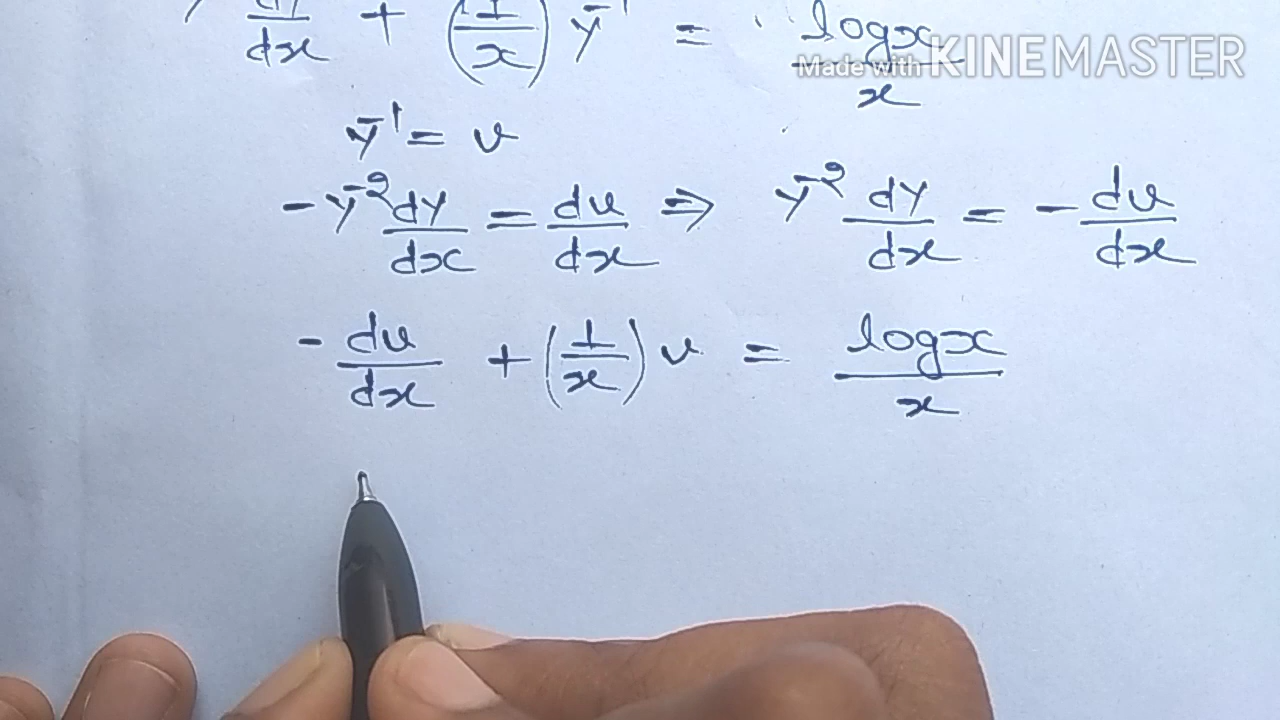 dy/dx + (1/x) y⁻¹ = log x / x
Made with KINEMASTER
y⁻¹ = v
-y⁻² dy/dx = dv/dx ⇒ y⁻² dy/dx = - dv/dx
- dv/dx + (1/x) v = log x / x